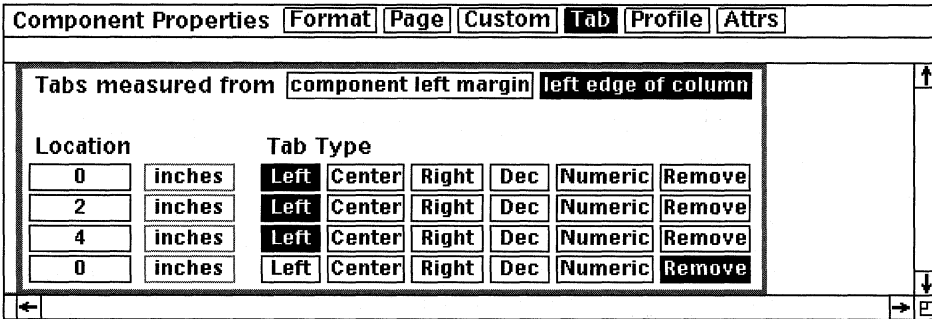 Component Properties Format Page Custom Tab Profile Attrs
Tabs measured from component left margin left edge of column
Location Tab Type
0 inches Left Center Right Dec Numeric Remove
2 inches Left Center Right Dec Numeric Remove
4 inches Left Center Right Dec Numeric Remove
0 inches Left Center Right Dec Numeric Remove